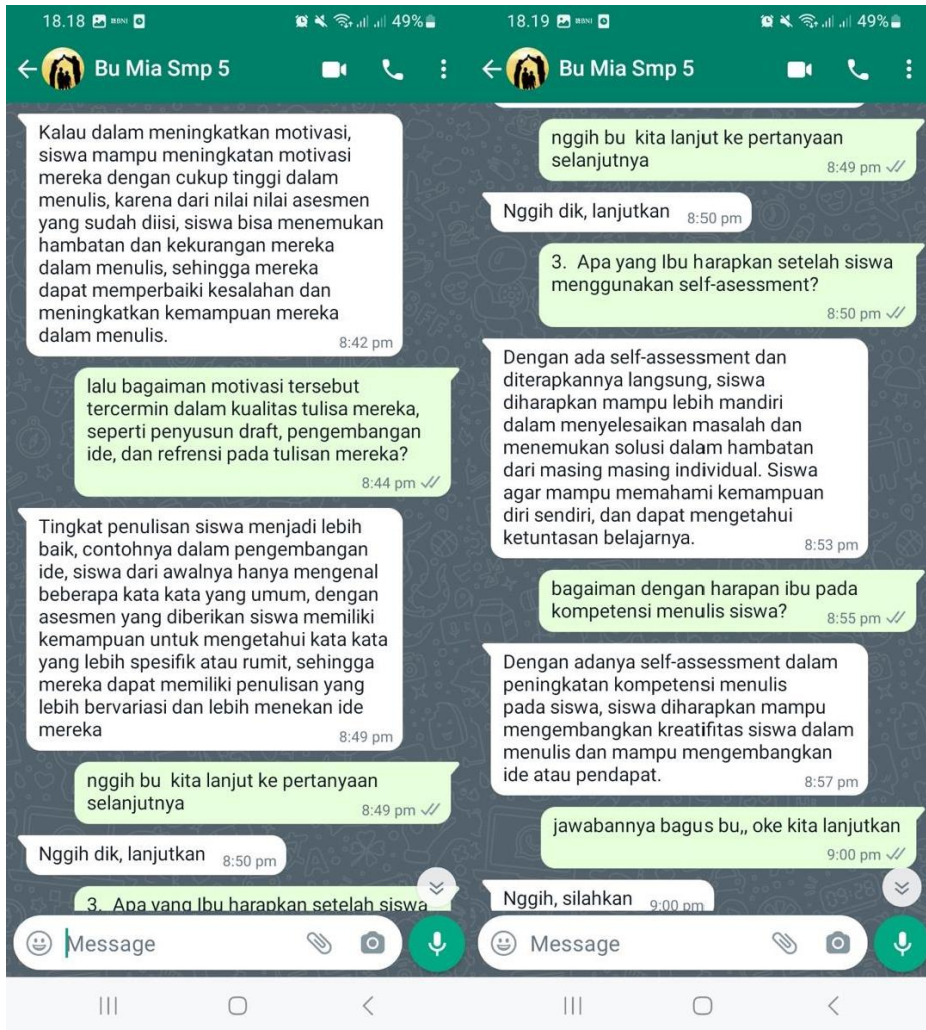 18.18
49%
Bu Mia Smp 5
Kalau dalam meningkatkan motivasi,
siswa mampu meningkatan motivasi
mereka dengan cukup tinggi dalam
menulis, karena dari nilai nilai asesmen
yang sudah diisi, siswa bisa menemukan
hambatan dan kekurangan mereka
dalam menulis, sehingga mereka
dapat memperbaiki kesalahan dan
meningkatkan kemampuan mereka
dalam menulis.
8:42 pm
lalu bagaiman motivasi tersebut
tercermin dalam kualitas tulisa mereka,
seperti penyusun draft, pengembangan
ide, dan refrensi pada tulisan mereka?
8:44 pm
Tingkat penulisan siswa menjadi lebih
baik, contohnya dalam pengembangan
ide, siswa dari awalnya hanya mengenal
beberapa kata kata yang umum, dengan
asesmen yang diberikan siswa memiliki
kemampuan untuk mengetahui kata kata
yang lebih spesifik atau rumit, sehingga
mereka dapat memiliki penulisan yang
lebih bervariasi dan lebih menekan ide
mereka
8:49 pm
nggih bu kita lanjut ke pertanyaan
selanjutnya
8:49 pm
Nggih dik, lanjutkan
8:50 pm
3. Apa yang Ibu harapkan setelah siswa
Message
18.19
49%
Bu Mia Smp 5
nggih bu kita lanjut ke pertanyaan
selanjutnya
8:49 pm
Nggih dik, lanjutkan
8:50 pm
3. Apa yang Ibu harapkan setelah siswa
menggunakan self-asessment?
8:50 pm
Dengan ada self-assessment dan
diterapkannya langsung, siswa
diharapkan mampu lebih mandiri
dalam menyelesaikan masalah dan
menemukan solusi dalam hambatan
dari masing masing individual. Siswa
agar mampu memahami kemampuan
diri sendiri, dan dapat mengetahui
ketuntasan belajarnya.
8:53 pm
bagaiman dengan harapan ibu pada
kompetensi menulis siswa?
8:55 pm
Dengan adanya self-assessment dalam
peningkatan kompetensi menulis
pada siswa, siswa diharapkan mampu
mengembangkan kreatifitas siswa dalam
menulis dan mampu mengembangkan
ide atau pendapat.
8:57 pm
jawabannya bagus bu,, oke kita lanjutkan
9:00 pm
Nggih, silahkan
9:00 pm
Message